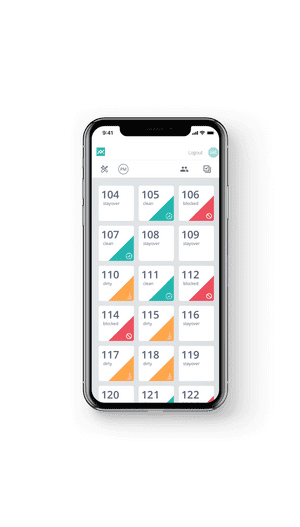 9:41
Logout
PM
104 105 106
stayover clean blocked
107 108 109
clean stayover stayover
110 111 112
dirty clean blocked
114 115 116
blocked dirty stayover
117 118 119
dirty dirty stayover
120 121 122